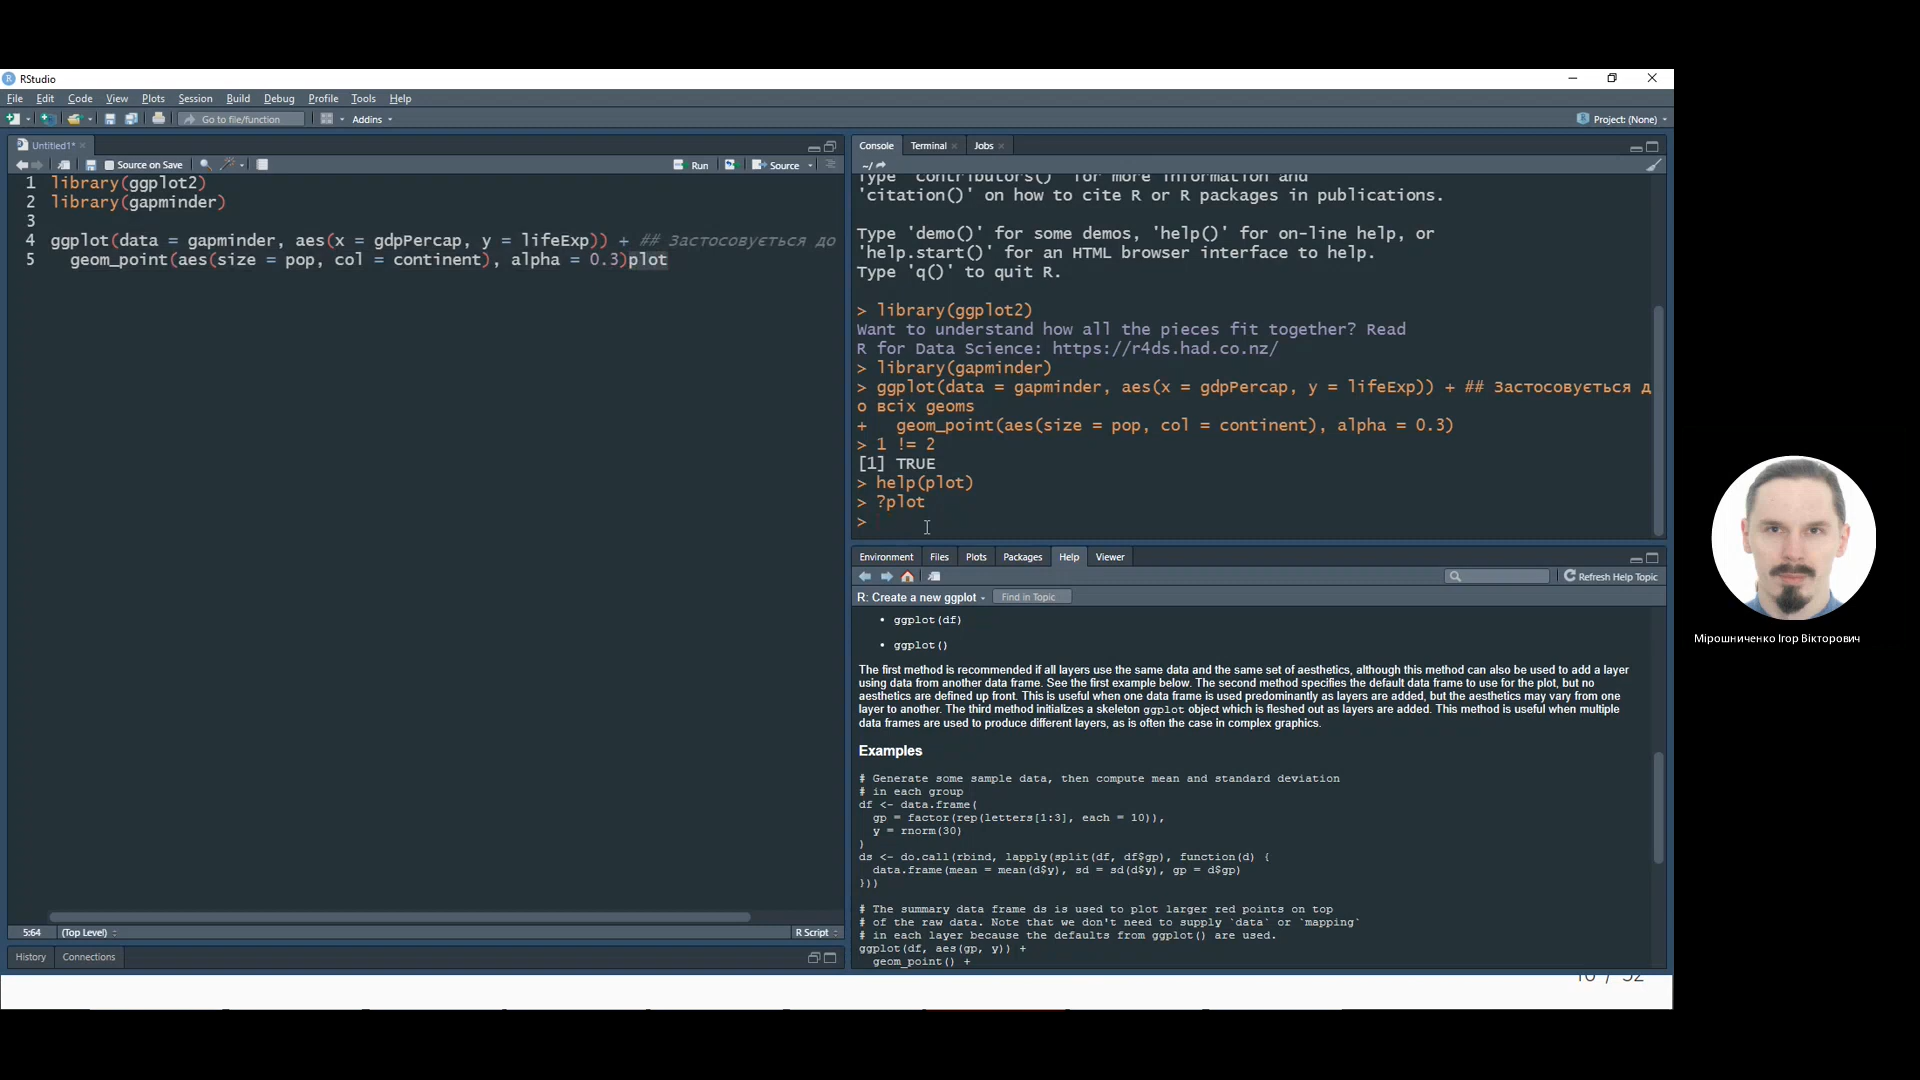 RStudio
File Edit Code View Plots Session Build Debug Profile Tools Help
Go to file/function Addins Project: (None)
Untitled1*
Source on Save Run Source
1 library(ggplot2)
2 library(gapminder)
3
4 ggplot(data = gapminder, aes(x = gdpPercap, y = lifeExp)) + ## Застосовується до
5 geom_point(aes(size = pop, col = continent), alpha = 0.3)plot
5:64 (Top Level) R Script
History Connections
Console Terminal Jobs
~/
Type 'contributors()' for more information and
'citation()' on how to cite R or R packages in publications.
Type 'demo()' for some demos, 'help()' for on-line help, or
'help.start()' for an HTML browser interface to help.
Type 'q()' to quit R.
> library(ggplot2)
Want to understand how all the pieces fit together? Read
R for Data Science: https://r4ds.had.co.nz/
> library(gapminder)
> ggplot(data = gapminder, aes(x = gdpPercap, y = lifeExp)) + ## Застосовується д
о всіх geoms
+ geom_point(aes(size = pop, col = continent), alpha = 0.3)
> 1 != 2
[1] TRUE
> help(plot)
> ?plot
>
Environment Files Plots Packages Help Viewer
Refresh Help Topic
R: Create a new ggplot Find in Topic
• ggplot(df)
• ggplot()
The first method is recommended if all layers use the same data and the same set of aesthetics, although this method can also be used to add a layer
using data from another data frame. See the first example below. The second method specifies the default data frame to use for the plot, but no
aesthetics are defined up front. This is useful when one data frame is used predominantly as layers are added, but the aesthetics may vary from one
layer to another. The third method initializes a skeleton ggplot object which is fleshed out as layers are added. This method is useful when multiple
data frames are used to produce different layers, as is often the case in complex graphics.
Examples
# Generate some sample data, then compute mean and standard deviation
# in each group
df <- data.frame(
gp = factor(rep(letters[1:3], each = 10)),
y = rnorm(30)
)
ds <- do.call(rbind, lapply(split(df, df$gp), function(d) {
data.frame(mean = mean(d$y), sd = sd(d$y), gp = d$gp)
}))
# The summary data frame ds is used to plot larger red points on top
# of the raw data. Note that we don't need to supply `data` or `mapping`
# in each layer because the defaults from ggplot() are used.
ggplot(df, aes(gp, y)) +
geom_point() +
Мірошниченко Ігор Вікторович